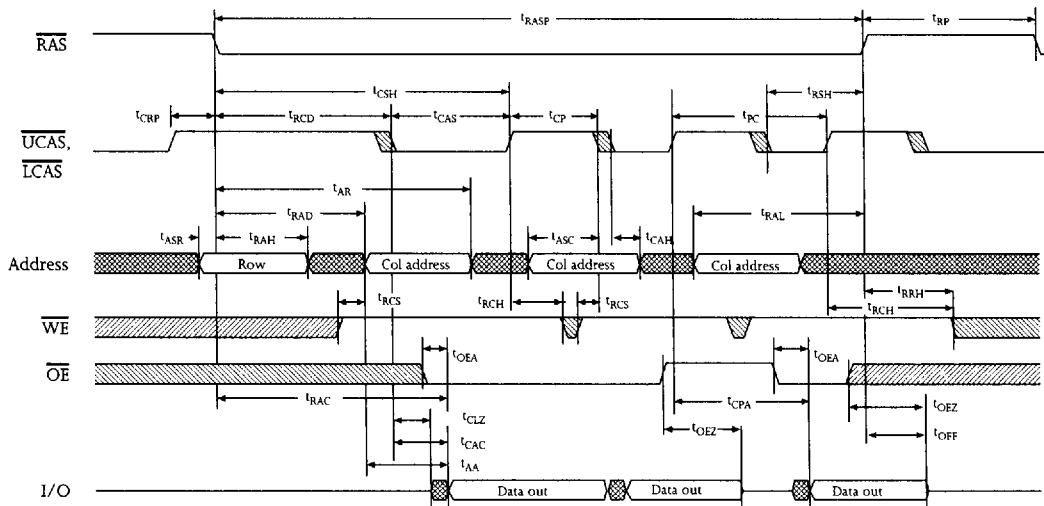 tRASP tRP
RAS
tCSH tRSH
tCRP tRCD tCAS tCP tPC
UCAS,
LCAS
tAR
tRAD tRAL
tASR tRAH tASC tCAH
Address Row Col address Col address Col address
tRCS tRCH tRCS tRRH
tRCH
WE
tOEA tOEA
OE
tRAC tCPA
tCLZ tOEZ tOEZ
tCAC tOFF
tAA
I/O Data out Data out Data out